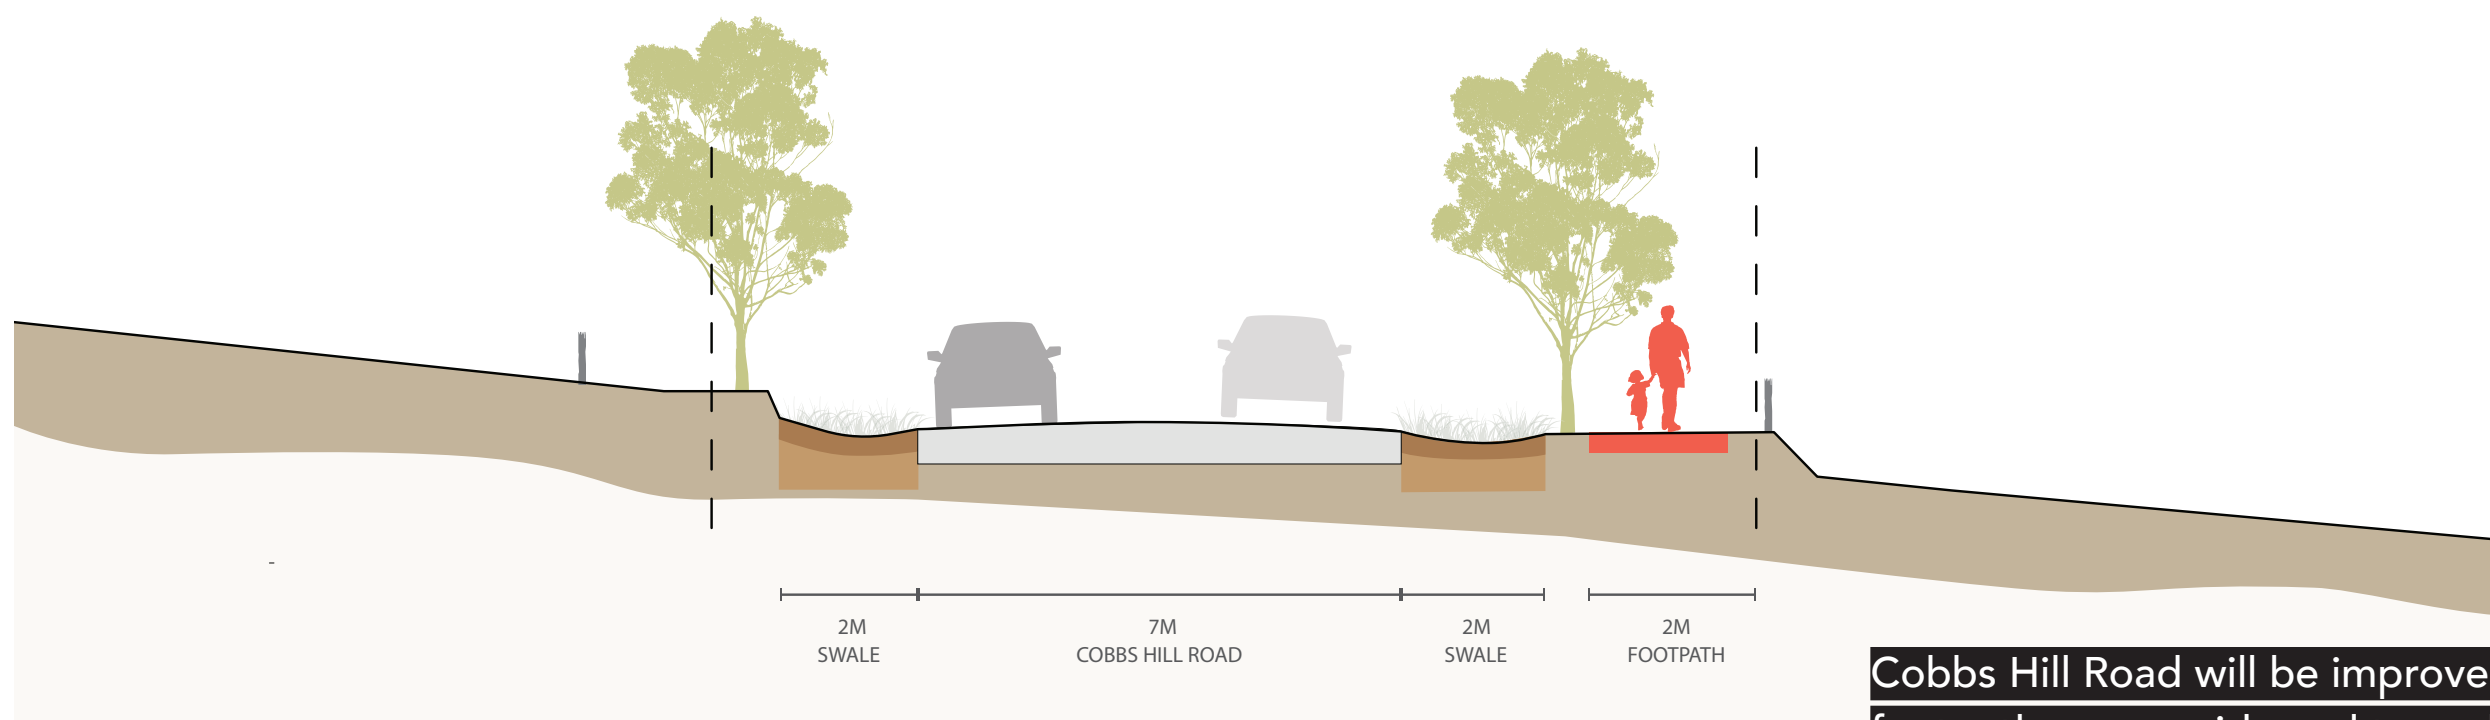 2M
SWALE
7M
COBBS HILL ROAD
2M
SWALE
2M
FOOTPATH
Cobbs Hill Road will be improve